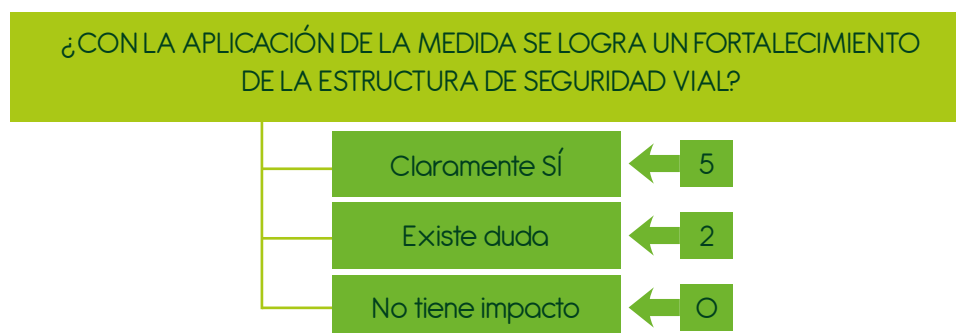 ¿CON LA APLICACIÓN DE LA MEDIDA SE LOGRA UN FORTALECIMIENTO
DE LA ESTRUCTURA DE SEGURIDAD VIAL?
Claramente SÍ
5
Existe duda
2
No tiene impacto
0